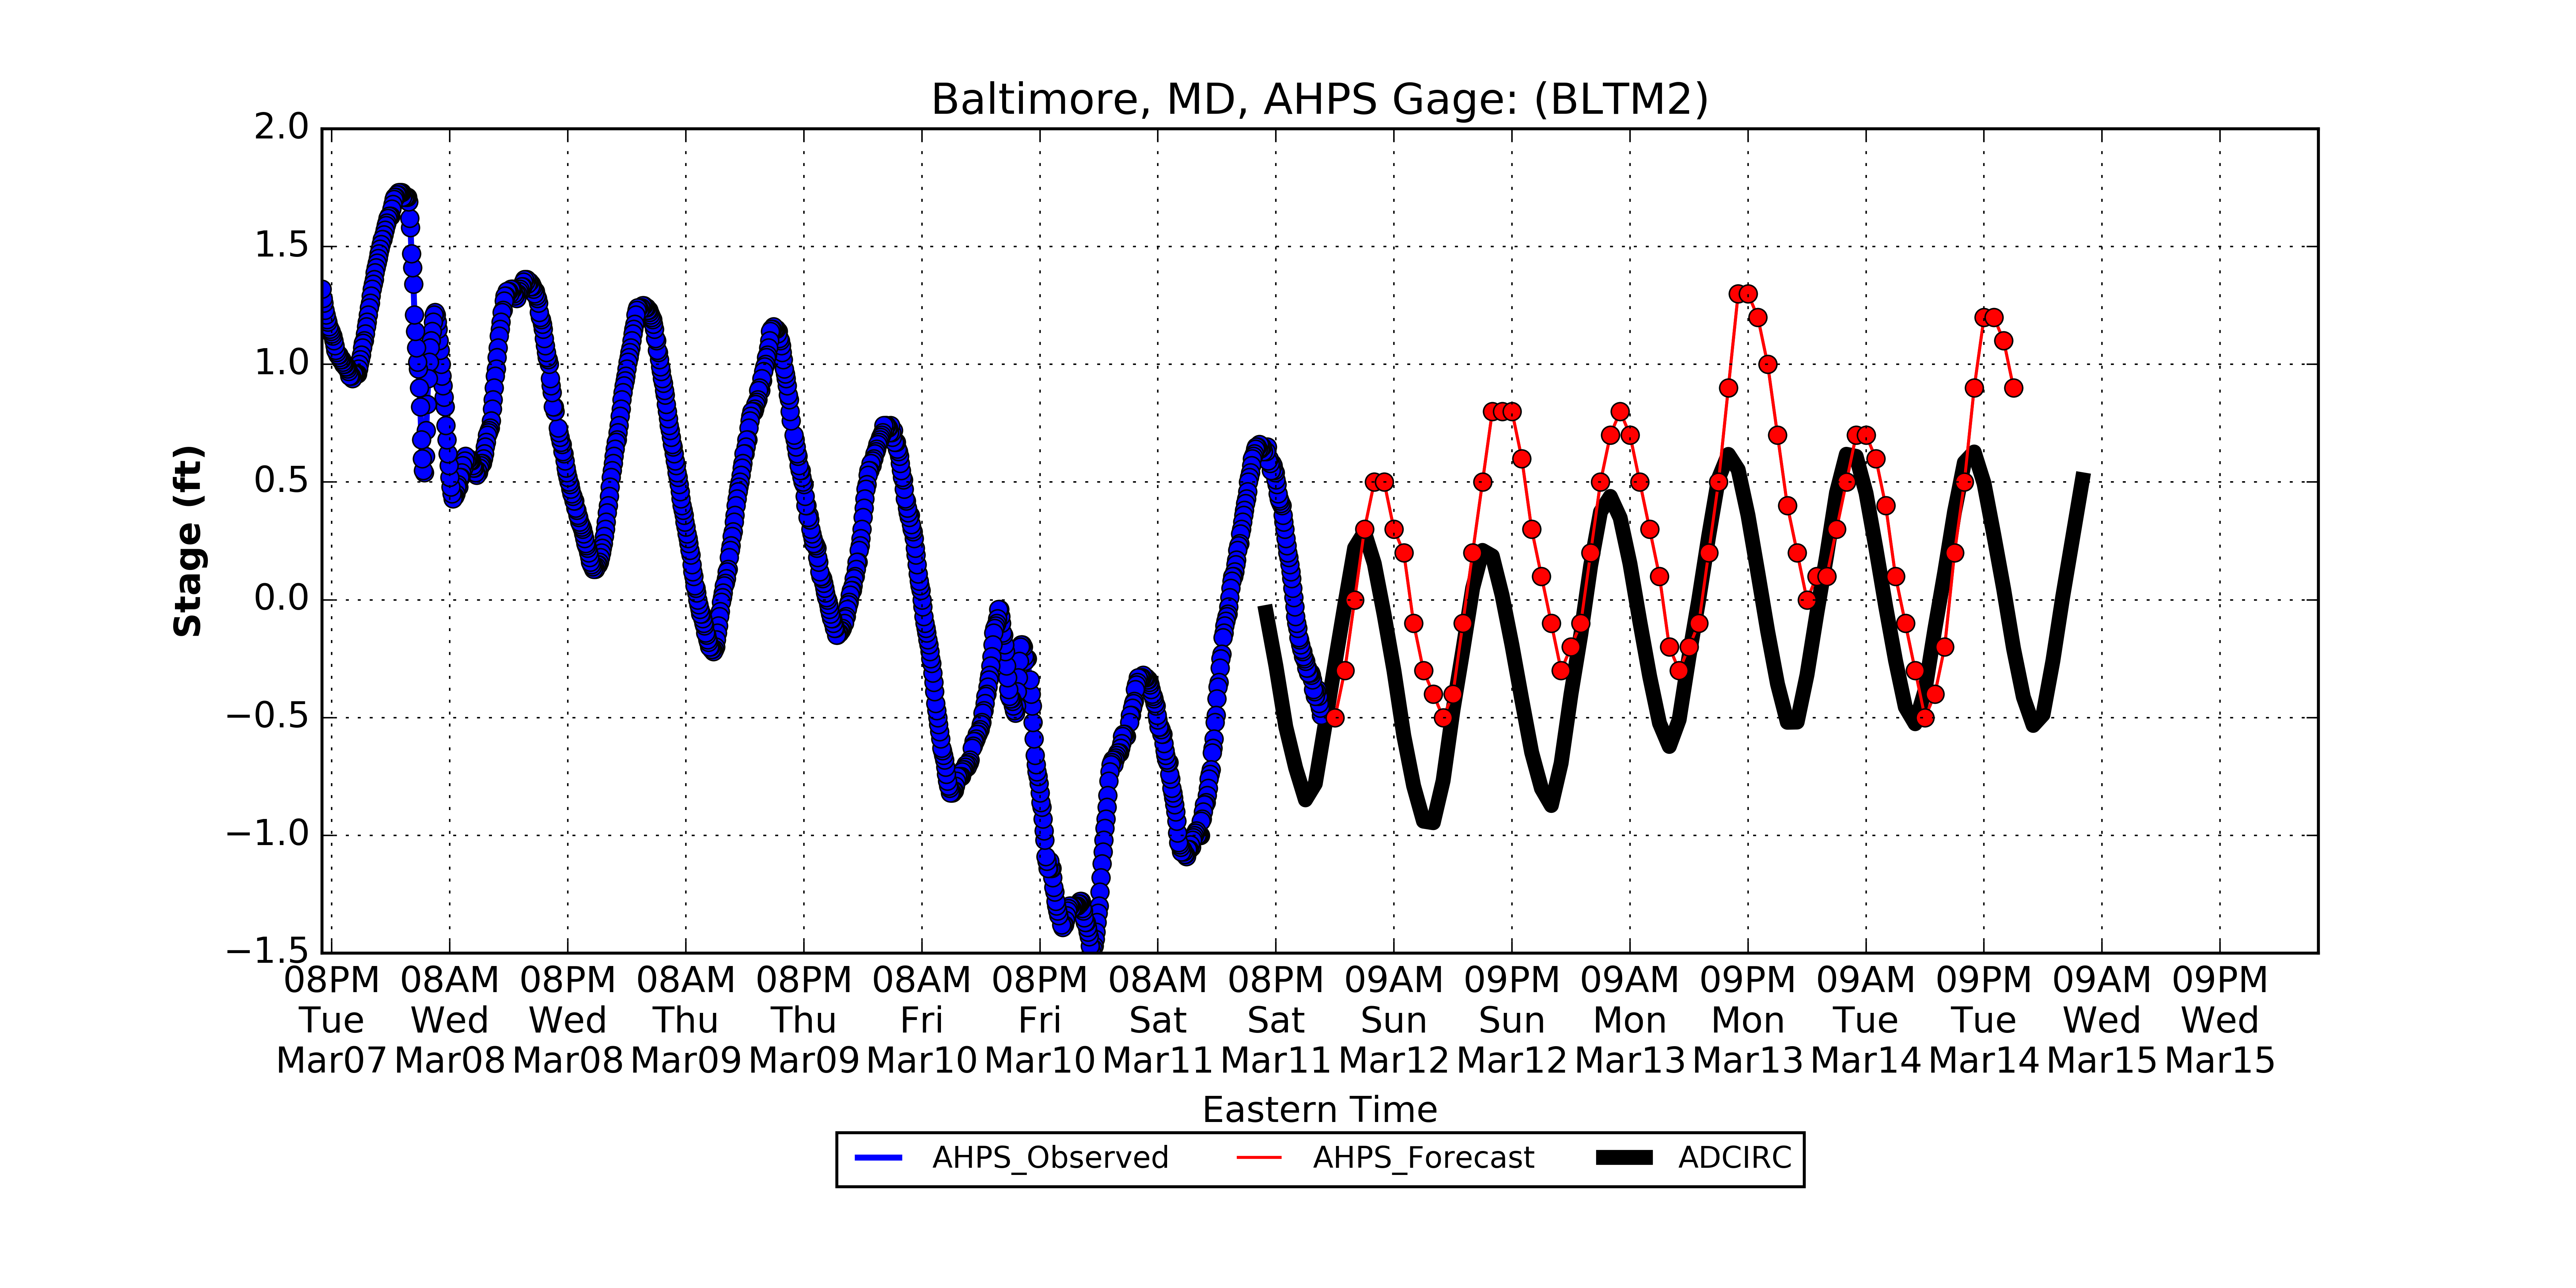 Baltimore, MD, AHPS Gage: (BLTM2)
2.0
1.5
1.0
0.5
0.0
−0.5
−1.0
−1.5
Stage (ft)
08PM 08AM 08PM 08AM 08PM 08AM 08PM 08AM 08PM 09AM 09PM 09AM 09PM 09AM 09PM 09AM 09PM
Tue Wed Wed Thu Thu Fri Fri Sat Sat Sun Sun Mon Mon Tue Tue Wed Wed
Mar07 Mar08 Mar08 Mar09 Mar09 Mar10 Mar10 Mar11 Mar11 Mar12 Mar12 Mar13 Mar13 Mar14 Mar14 Mar15 Mar15
Eastern Time
AHPS_Observed AHPS_Forecast ADCIRC